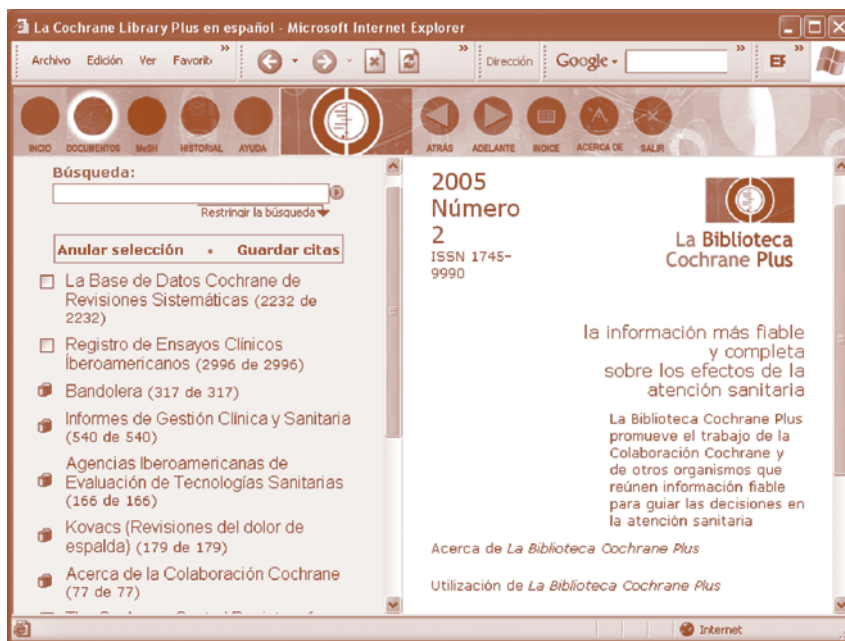 La Cochrane Library Plus en español - Microsoft Internet Explorer
Archivo Edición Ver Favorit » » Dirección Google » EF »
INICIO DOCUMENTOS MeSH HISTORIAL AYUDA ATRÁS ADELANTE INDICE ACERCA DE SALIR
Búsqueda:
Restringir la búsqueda
Anular selección • Guardar citas
La Base de Datos Cochrane de
Revisiones Sistemáticas (2232 de
2232)
Registro de Ensayos Clínicos
Íberoamericanos (2996 de 2996)
Bandolera (317 de 317)
Informes de Gestión Clínica y Sanitaria
(540 de 540)
Agencias Iberoamericanas de
Evaluación de Tecnologías Sanitarias
(166 de 166)
Kovacs (Revisiones del dolor de
espalda) (179 de 179)
Acerca de la Colaboración Cochrane
(77 de 77)
2005
Número
2
ISSN 1745-
9990
La Biblioteca
Cochrane Plus
la información más fiable
y completa
sobre los efectos de la
atención sanitaria
La Biblioteca Cochrane Plus
promueve el trabajo de la
Colaboración Cochrane y
de otros organismos que
reúnen información fiable
para guiar las decisiones en
la atención sanitaria
Acerca de La Biblioteca Cochrane Plus
Utilización de La Biblioteca Cochrane Plus
Internet